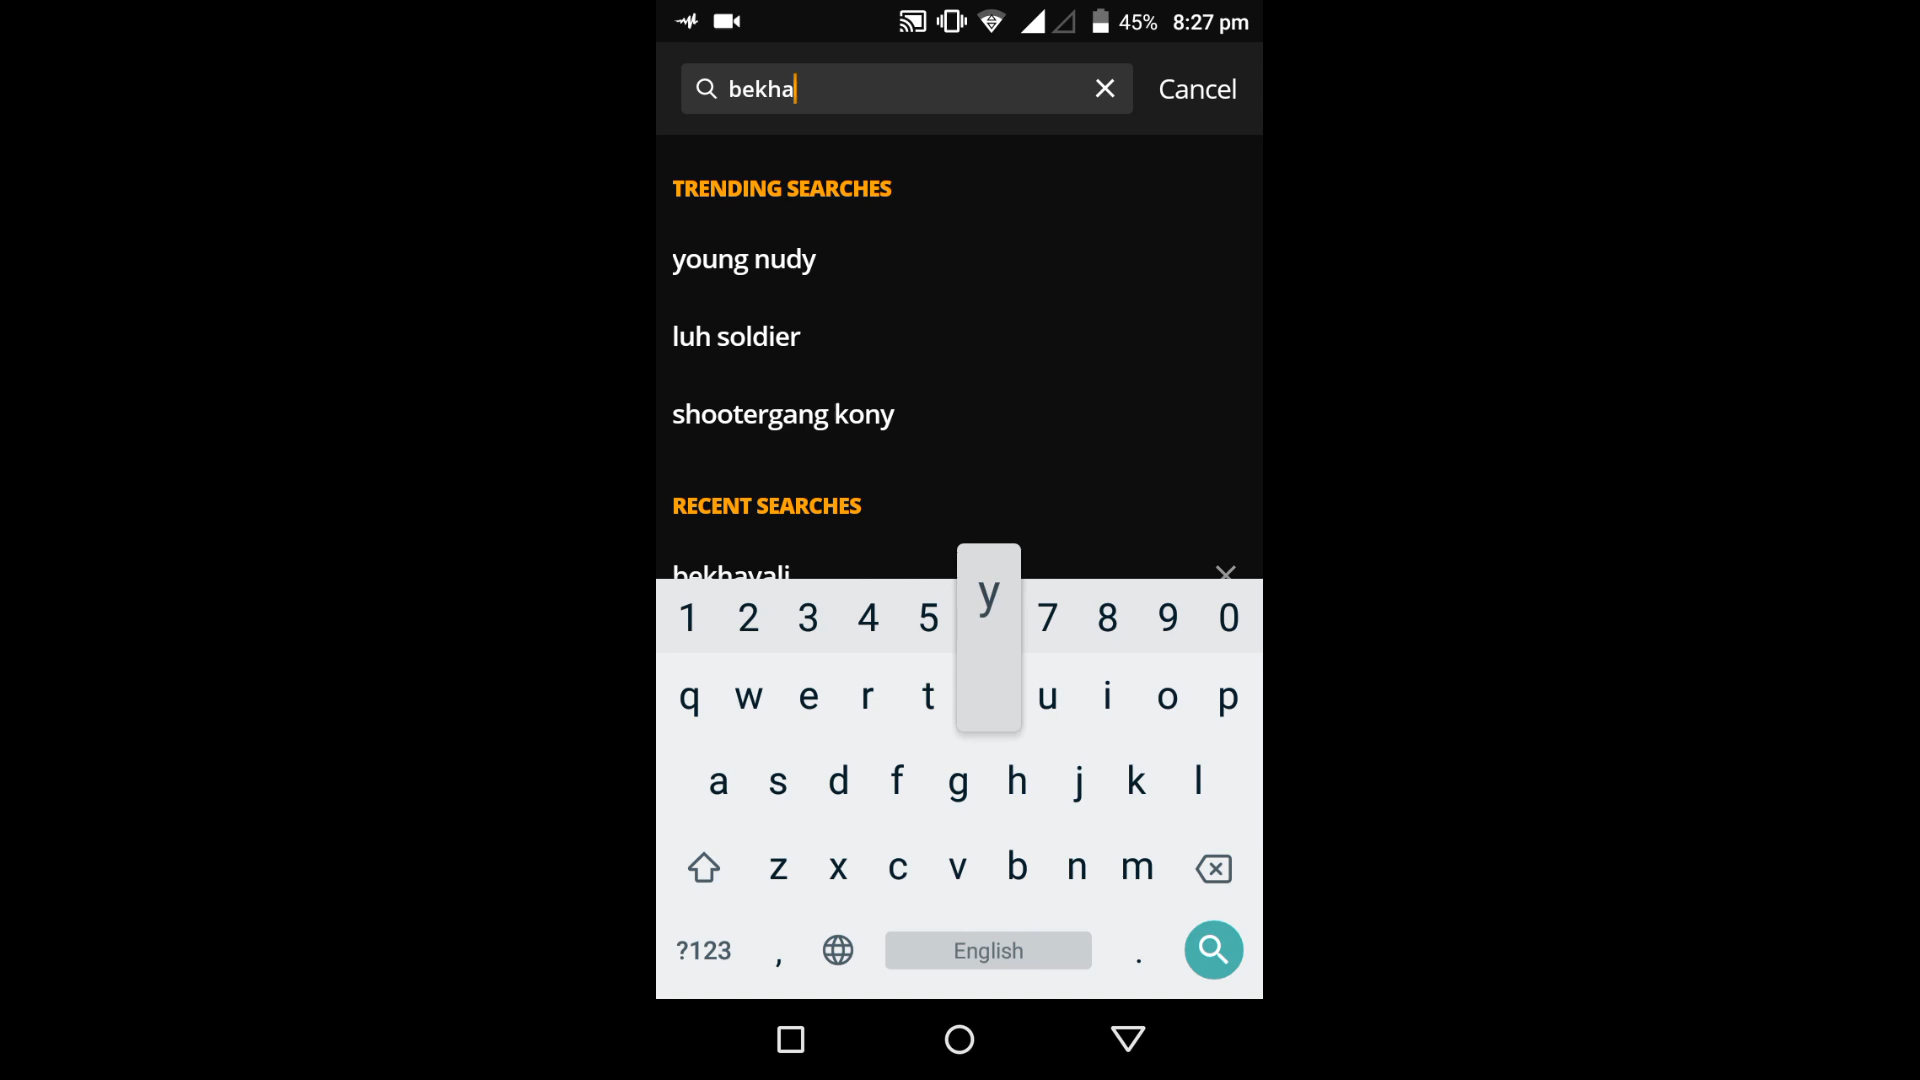 45% 8:27 pm
bekha Cancel
TRENDING SEARCHES
young nudy
luh soldier
shootergang kony
RECENT SEARCHES
bekhayali
1 2 3 4 5 y 7 8 9 0
q w e r t u i o p
a s d f g h j k l
z x c v b n m
?123 , English .